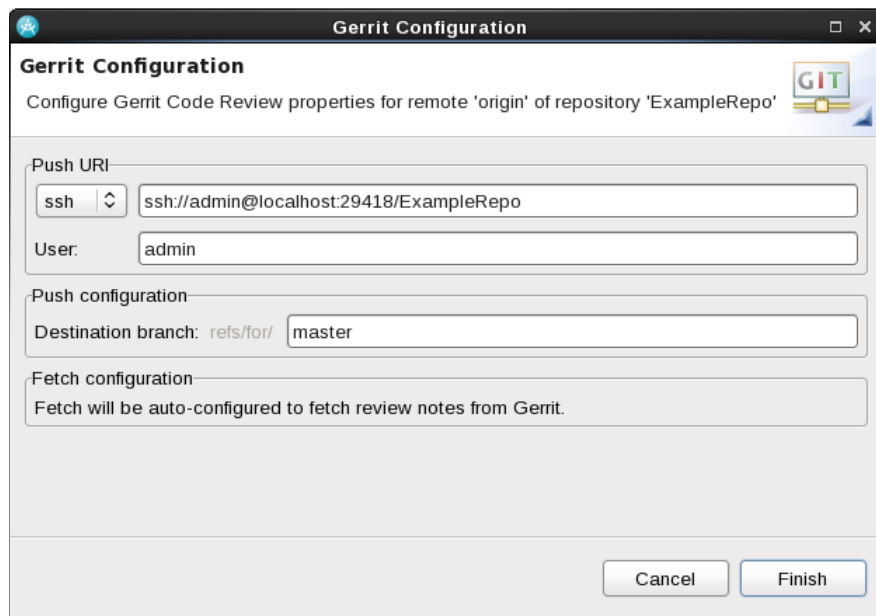 Gerrit Configuration
Gerrit Configuration
Configure Gerrit Code Review properties for remote 'origin' of repository 'ExampleRepo'
GIT
Push URI
ssh ssh://admin@localhost:29418/ExampleRepo
User: admin
Push configuration
Destination branch: refs/for/ master
Fetch configuration
Fetch will be auto-configured to fetch review notes from Gerrit.
Cancel Finish